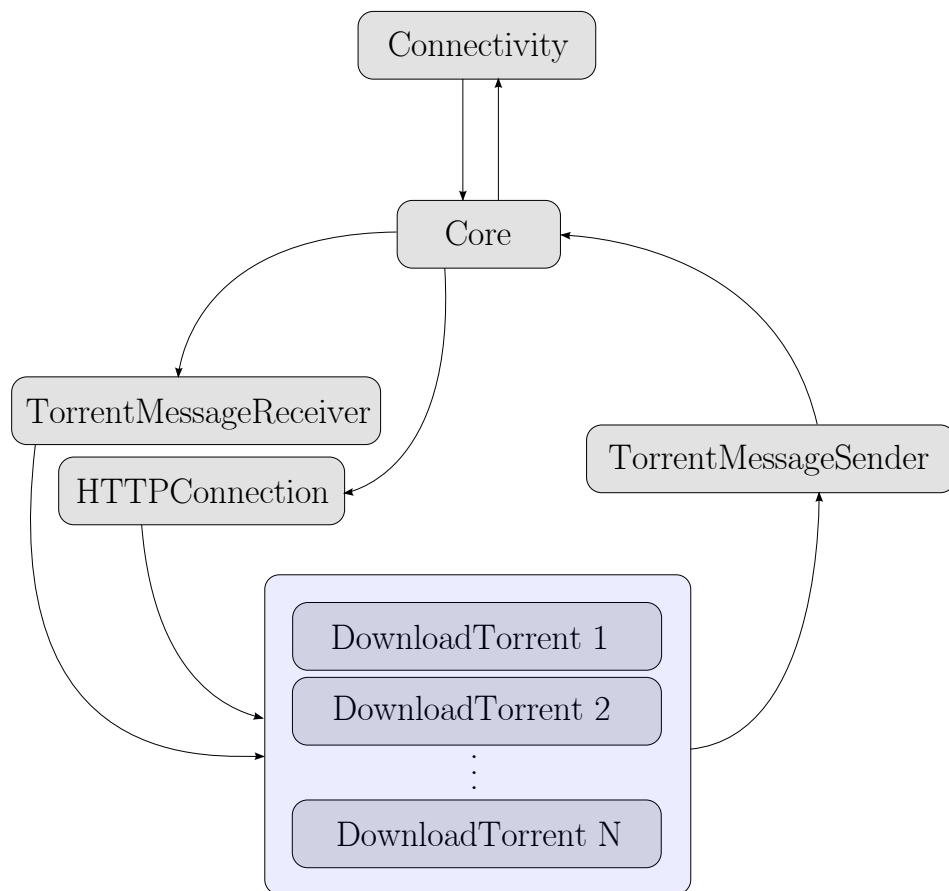 Connectivity
Core
TorrentMessageReceiver
HTTPConnection
TorrentMessageSender
DownloadTorrent 1
DownloadTorrent 2
DownloadTorrent N